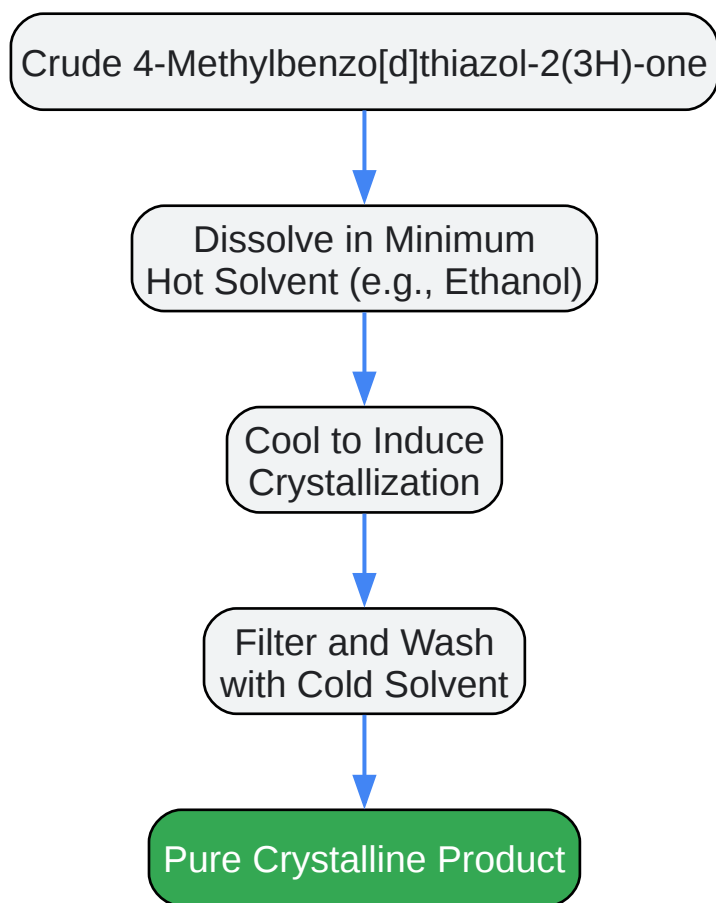 Crude 4-Methylbenzo[d]thiazol-2(3H)-one
Dissolve in Minimum
Hot Solvent (e.g., Ethanol)
Cool to Induce
Crystallization
Filter and Wash
with Cold Solvent
Pure Crystalline Product